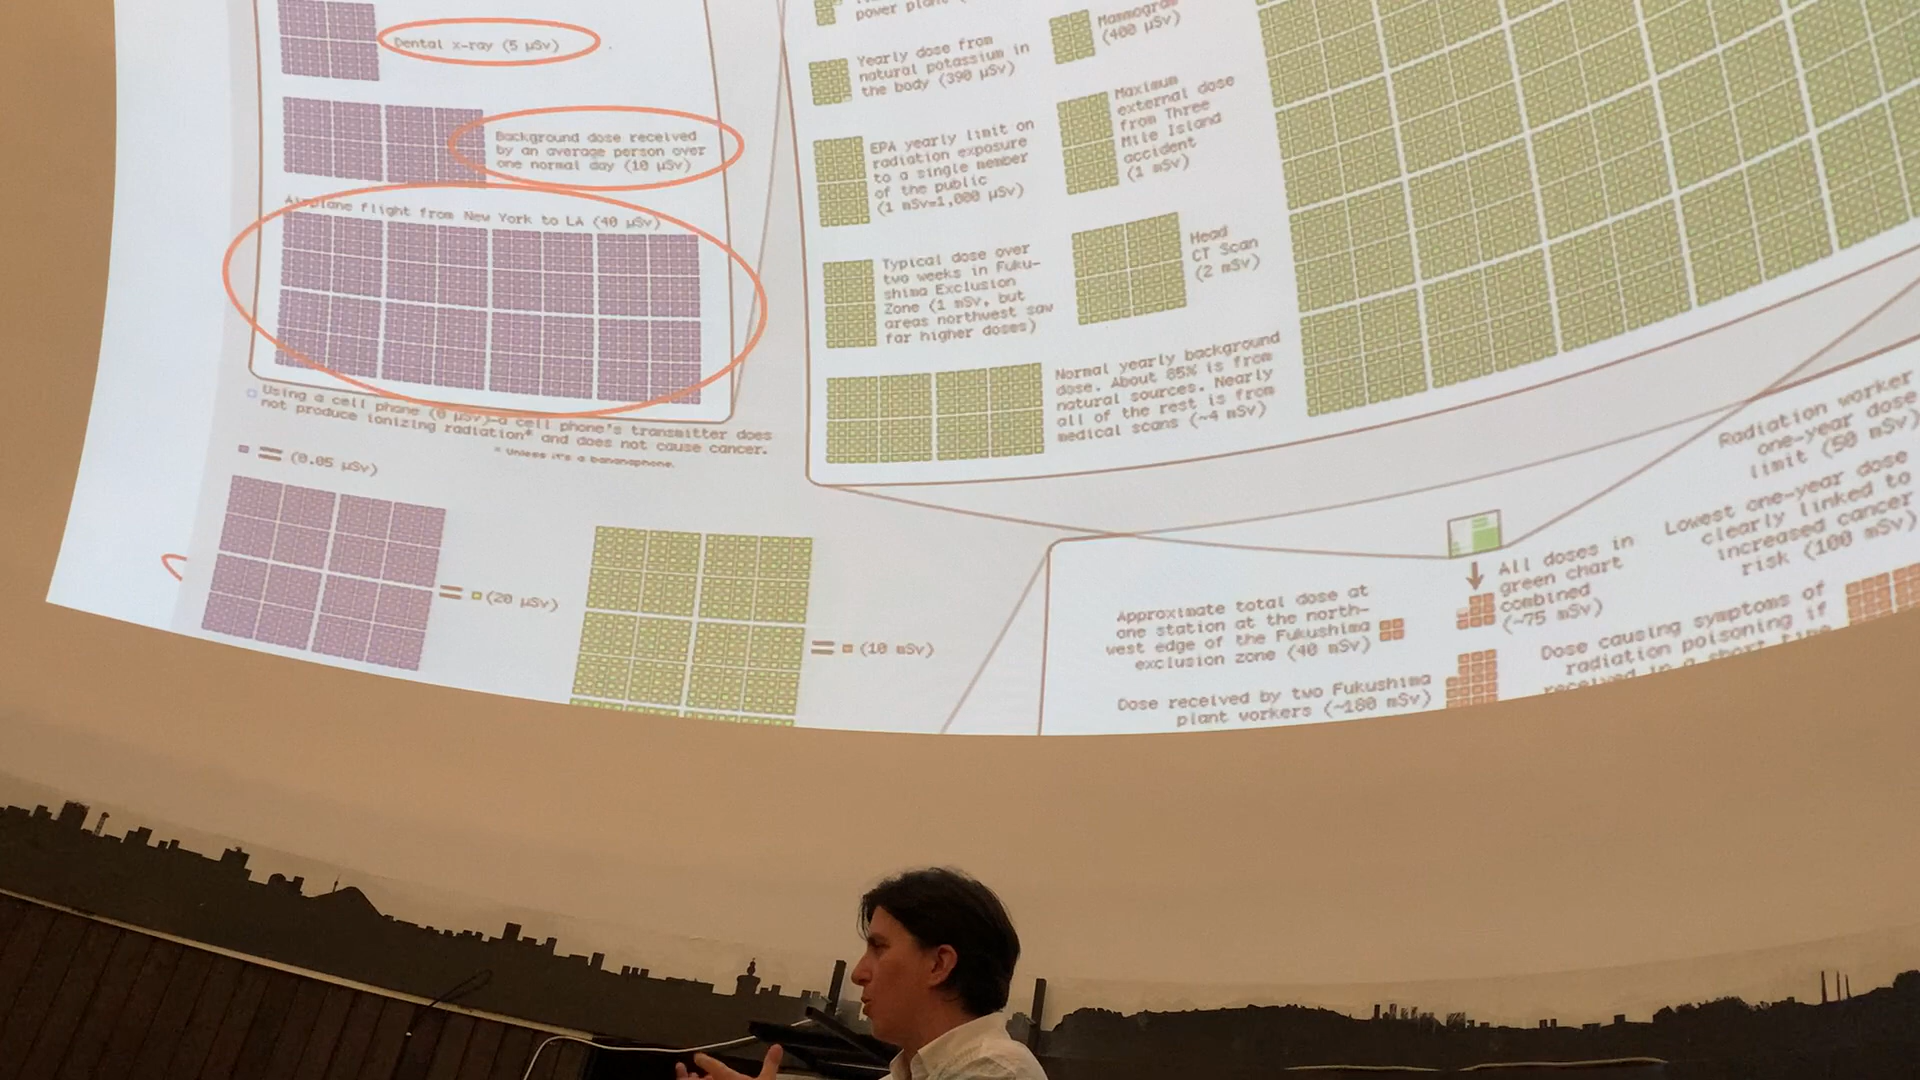 Dental x-ray (5 µSv)
Background dose received
by an average person over
one normal day (10 µSv)
Airplane flight from New York to LA (40 µSv)
Using a cell phone (0 µSv)—a cell phone's transmitter does
not produce ionizing radiation* and does not cause cancer.
* Unless it's a bananaphone.
= (0.05 µSv)
= (20 µSv)
= (10 mSv)
power plant (
Yearly dose from
natural potassium in
the body (390 µSv)
EPA yearly limit on
radiation exposure
to a single member
of the public
(1 mSv=1,000 µSv)
Typical dose over
two weeks in Fuku-
shima Exclusion
Zone (1 mSv, but
areas northwest saw
far higher doses)
Normal yearly background
dose. About 85% is from
natural sources. Nearly
all of the rest is from
medical scans (~4 mSv)
Mammogram
(400 µSv)
Maximum
external dose
from Three
Mile Island
accident
(1 mSv)
Head
CT Scan
(2 mSv)
Approximate total dose at
one station at the north-
west edge of the Fukushima
exclusion zone (40 mSv)
Dose received by two Fukushima
plant workers (~180 mSv)
All doses in
green chart
combined
(~75 mSv)
Radiation worker
one-year dose
limit (50 mSv)
Lowest one-year dose
clearly linked to
increased cancer
risk (100 mSv)
Dose causing symptoms of
radiation poisoning if
received in a short time